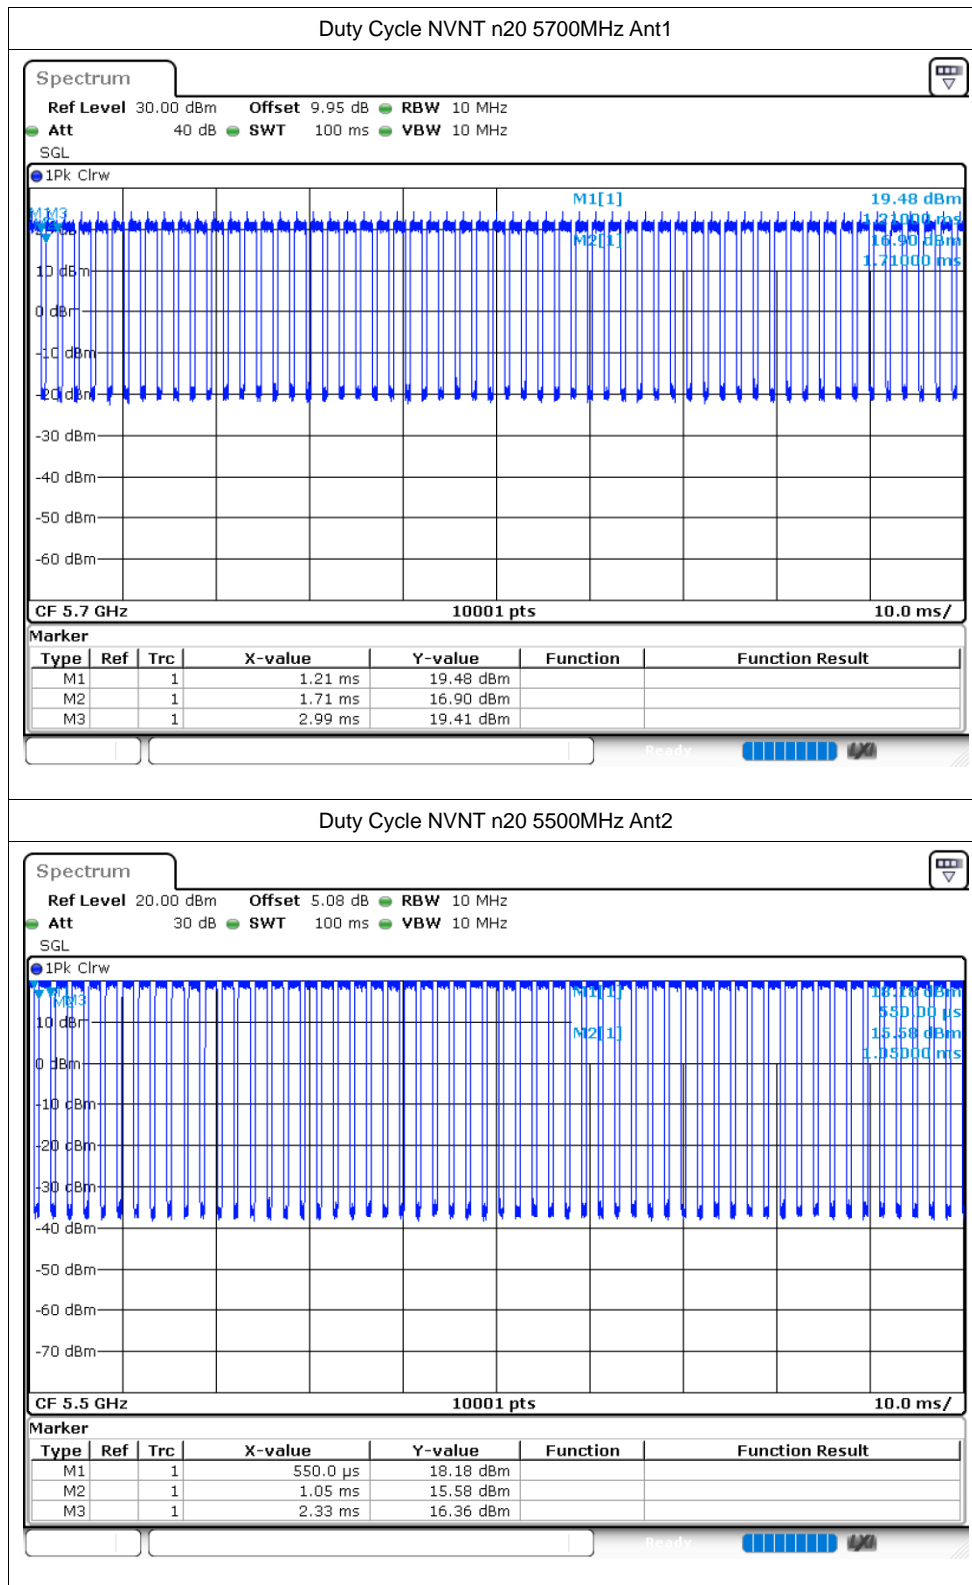 Duty Cycle NVNT n20 5700MHz Ant1
Spectrum
Ref Level 30.00 dBm Offset 9.95 dB RBW 10 MHz
Att 40 dB SWT 100 ms VBW 10 MHz
SGL
1Pk Clrw
M1[1] 19.48 dBm
1.21000 ms
M2[1] 16.90 dBm
1.71000 ms
M1 M3
20 dBm
10 dBm
0 dBm
-10 dBm
-20 dBm
-30 dBm
-40 dBm
-50 dBm
-60 dBm
CF 5.7 GHz 10001 pts 10.0 ms/
Marker
Type Ref Trc X-value Y-value Function Function Result
M1 1 1.21 ms 19.48 dBm
M2 1 1.71 ms 16.90 dBm
M3 1 2.99 ms 19.41 dBm
Ready LXI
Duty Cycle NVNT n20 5500MHz Ant2
Spectrum
Ref Level 20.00 dBm Offset 5.08 dB RBW 10 MHz
Att 30 dB SWT 100 ms VBW 10 MHz
SGL
1Pk Clrw
M1[1] 18.18 dBm
550.00 µs
M2[1] 15.58 dBm
1.05000 ms
M3
10 dBm
0 dBm
-10 dBm
-20 dBm
-30 dBm
-40 dBm
-50 dBm
-60 dBm
-70 dBm
CF 5.5 GHz 10001 pts 10.0 ms/
Marker
Type Ref Trc X-value Y-value Function Function Result
M1 1 550.0 µs 18.18 dBm
M2 1 1.05 ms 15.58 dBm
M3 1 2.33 ms 16.36 dBm
Ready LXI